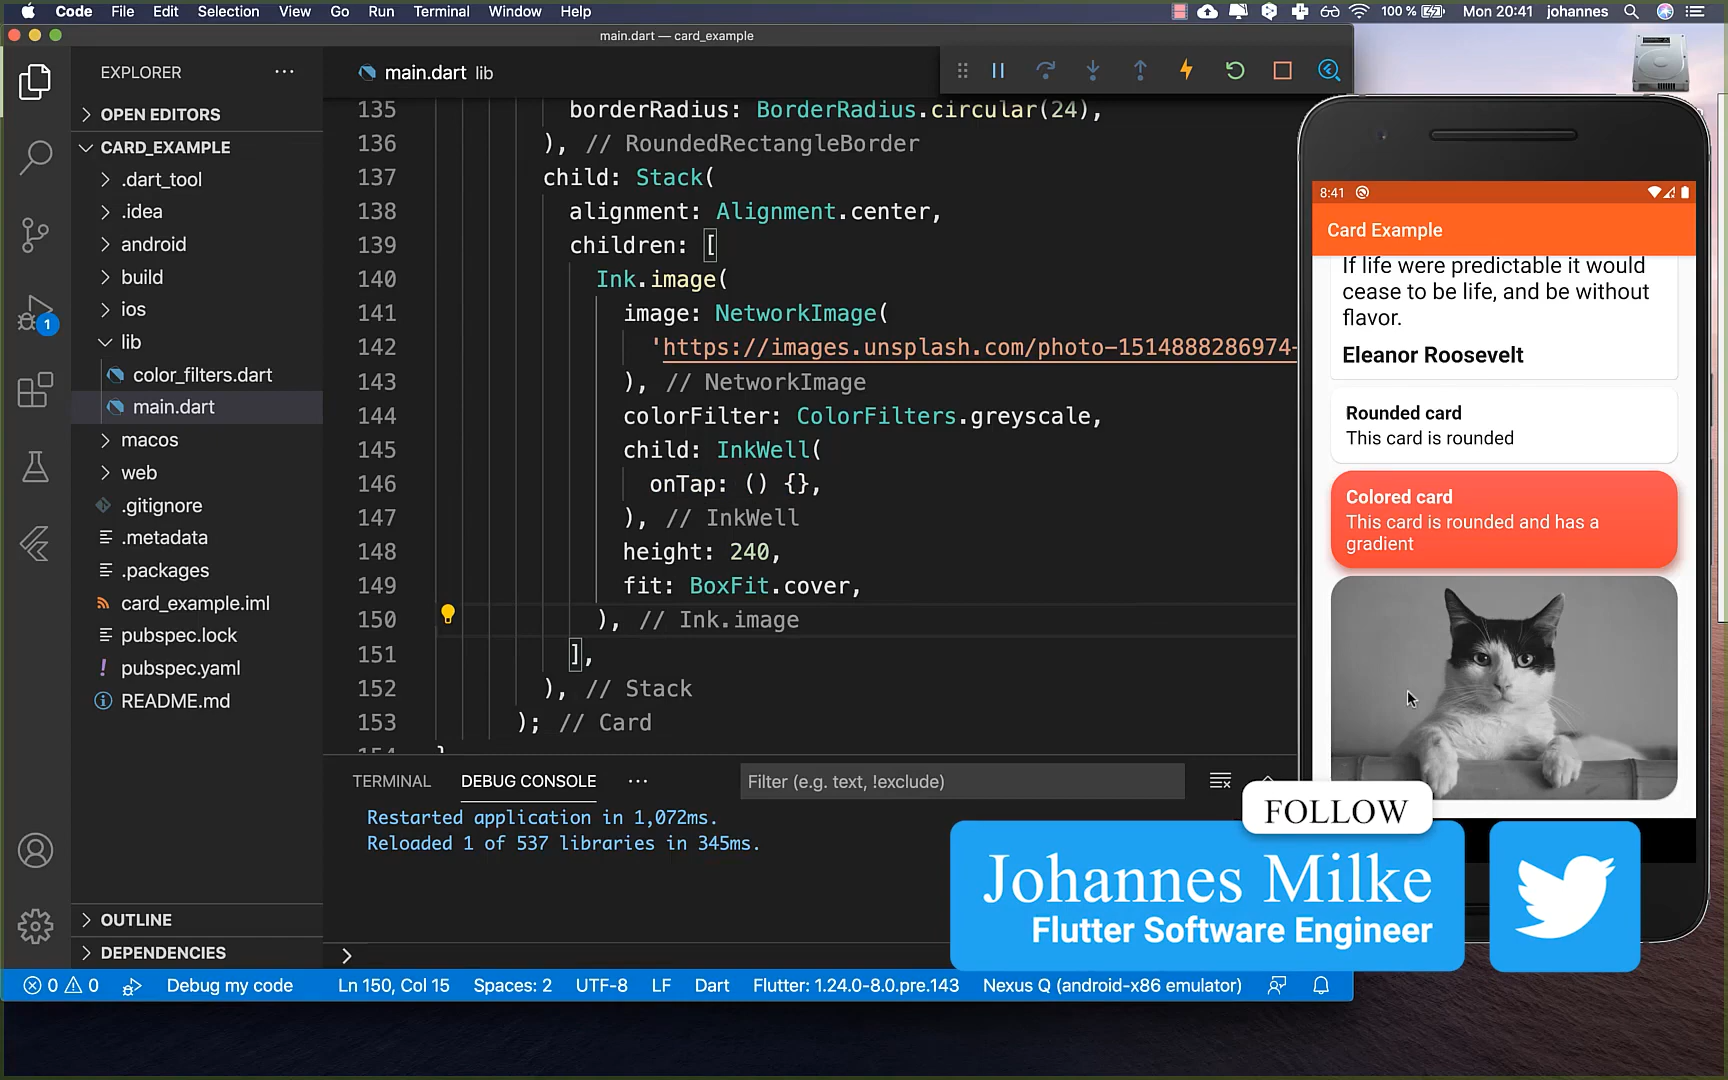 Code File Edit Selection View Go Run Terminal Window Help 100 % Mon 20:41 johannes
main.dart — card_example
EXPLORER
OPEN EDITORS
CARD_EXAMPLE
.dart_tool
.idea
android
build
ios
lib
color_filters.dart
main.dart
macos
web
.gitignore
.metadata
.packages
card_example.iml
pubspec.lock
pubspec.yaml
README.md
OUTLINE
DEPENDENCIES
1
main.dart lib
135 borderRadius: BorderRadius.circular(24),
136 ), // RoundedRectangleBorder
137 child: Stack(
138 alignment: Alignment.center,
139 children: [
140 Ink.image(
141 image: NetworkImage(
142 'https://images.unsplash.com/photo-1514888286974-
143 ), // NetworkImage
144 colorFilter: ColorFilters.greyscale,
145 child: InkWell(
146 onTap: () {},
147 ), // InkWell
148 height: 240,
149 fit: BoxFit.cover,
150 ), // Ink.image
151 ],
152 ), // Stack
153 ); // Card
154 }
TERMINAL DEBUG CONSOLE Filter (e.g. text, !exclude)
Restarted application in 1,072ms.
Reloaded 1 of 537 libraries in 345ms.
8:41
Card Example
If life were predictable it would
cease to be life, and be without
flavor.
Eleanor Roosevelt
Rounded card
This card is rounded
Colored card
This card is rounded and has a
gradient
FOLLOW
Johannes Milke
Flutter Software Engineer
0 0 Debug my code Ln 150, Col 15 Spaces: 2 UTF-8 LF Dart Flutter: 1.24.0-8.0.pre.143 Nexus Q (android-x86 emulator)